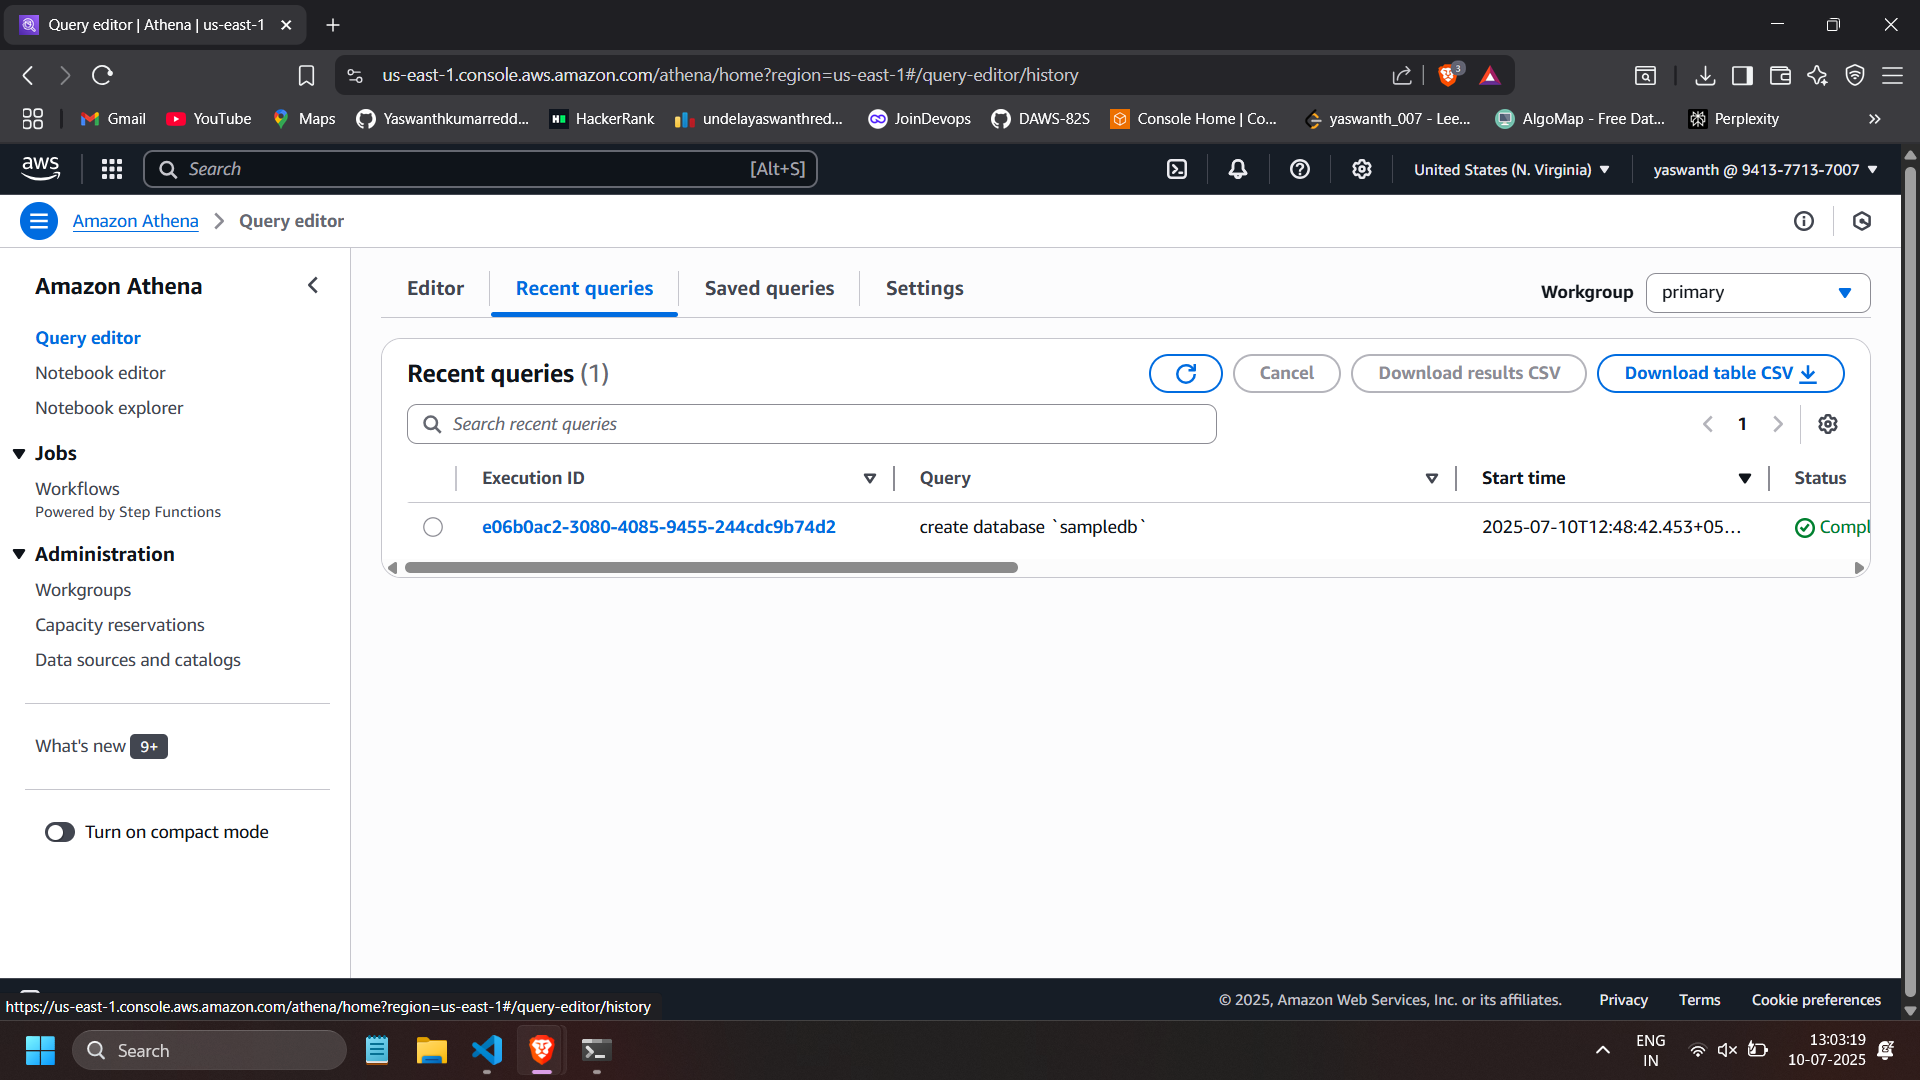 Query editor | Athena | us-east-1
us-east-1.console.aws.amazon.com/athena/home?region=us-east-1#/query-editor/history
3
Gmail
YouTube
Maps
Yaswanthkumarredd...
HackerRank
undelayaswanthred...
JoinDevops
DAWS-82S
Console Home | Co...
yaswanth_007 - Lee...
AlgoMap - Free Dat...
Perplexity
aws
Search
[Alt+S]
United States (N. Virginia)
yaswanth @ 9413-7713-7007
Amazon Athena
Query editor
Amazon Athena
Query editor
Notebook editor
Notebook explorer
Jobs
Workflows
Powered by Step Functions
Administration
Workgroups
Capacity reservations
Data sources and catalogs
What's new 9+
Turn on compact mode
Editor
Recent queries
Saved queries
Settings
Workgroup
primary
Recent queries (1)
Cancel
Download results CSV
Download table CSV
Search recent queries
1
Execution ID
Query
Start time
Status
e06b0ac2-3080-4085-9455-244cdc9b74d2
create database `sampledb`
2025-07-10T12:48:42.453+05...
Compl
© 2025, Amazon Web Services, Inc. or its affiliates.
Privacy
Terms
Cookie preferences
https://us-east-1.console.aws.amazon.com/athena/home?region=us-east-1#/query-editor/history
Search
ENG
IN
13:03:19
10-07-2025